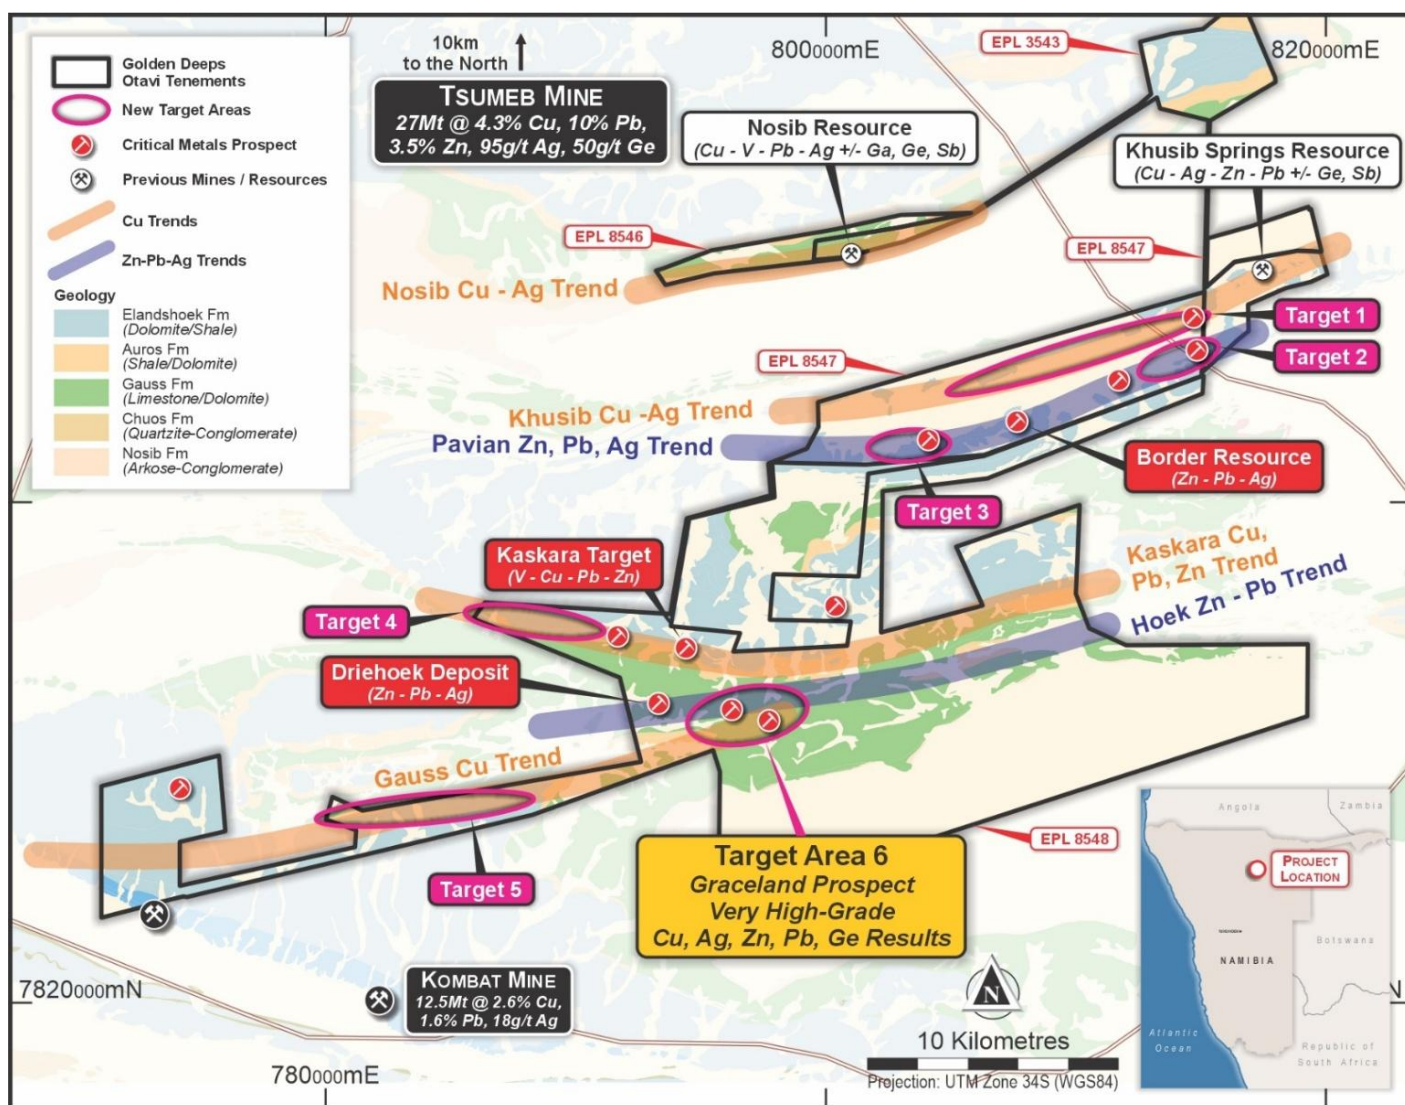 800000mE
820000mE
Golden Deeps
Otavi Tenements
New Target Areas
Critical Metals Prospect
Previous Mines / Resources
Cu Trends
Zn-Pb-Ag Trends
Geology
Elandshoek Fm
(Dolomite/Shale)
Auros Fm
(Shale/Dolomite)
Gauss Fm
(Limestone/Dolomite)
Chuos Fm
(Quartzite-Conglomerate)
Nosib Fm
(Arkose-Conglomerate)
10km
to the North
TSUMEB MINE
27Mt @ 4.3% Cu, 10% Pb,
3.5% Zn, 95g/t Ag, 50g/t Ge
EPL 3543
Nosib Resource
(Cu - V - Pb - Ag +/- Ga, Ge, Sb)
Khusib Springs Resource
(Cu - Ag - Zn - Pb +/- Ge, Sb)
EPL 8546
EPL 8547
Nosib Cu - Ag Trend
Target 1
Target 2
EPL 8547
Khusib Cu -Ag Trend
Pavian Zn, Pb, Ag Trend
Border Resource
(Zn - Pb - Ag)
Target 3
Kaskara Target
(V - Cu - Pb - Zn)
Kaskara Cu,
Pb, Zn Trend
Hoek Zn - Pb Trend
Target 4
Driehoek Deposit
(Zn - Pb - Ag)
Gauss Cu Trend
Target 5
EPL 8548
Target Area 6
Graceland Prospect
Very High-Grade
Cu, Ag, Zn, Pb, Ge Results
KOMBAT MINE
12.5Mt @ 2.6% Cu,
1.6% Pb, 18g/t Ag
7820000mN
N
780000mE
N
10 Kilometres
Projection: UTM Zone 34S (WGS84)
Angola
Zambia
PROJECT
LOCATION
NAMIBIA
Botswana
Atlantic
Ocean
Republic of
South Africa